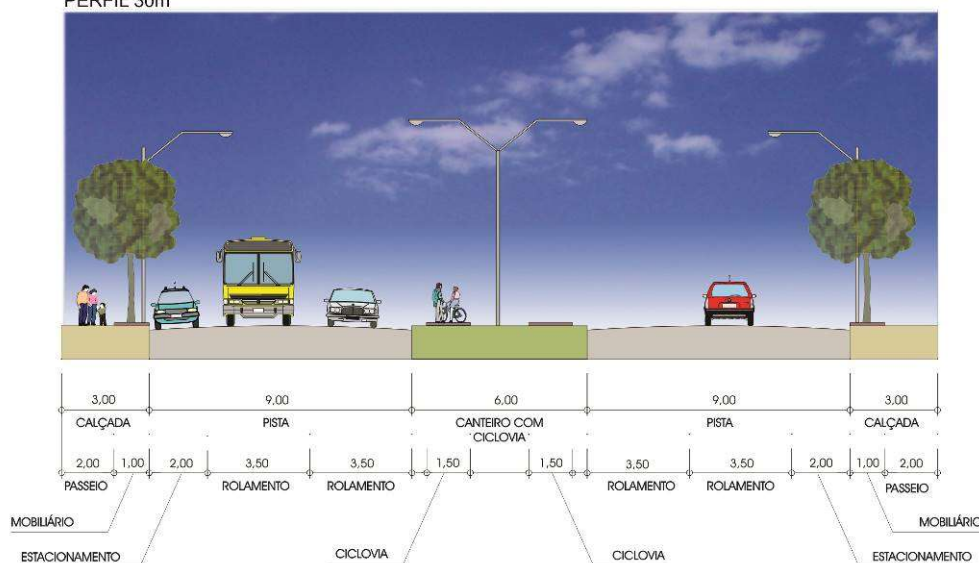 PERFIL 30m
3,00 9,00 6,00 9,00 3,00
CALÇADA PISTA CANTEIRO COM CICLOVIA PISTA CALÇADA
2,00 1,00 2,00 3,50 3,50 1,50 1,50 3,50 3,50 2,00 1,00 2,00
PASSEIO ROLAMENTO ROLAMENTO ROLAMENTO ROLAMENTO PASSEIO
MOBILIÁRIO MOBILIÁRIO
ESTACIONAMENTO CICLOVIA CICLOVIA ESTACIONAMENTO